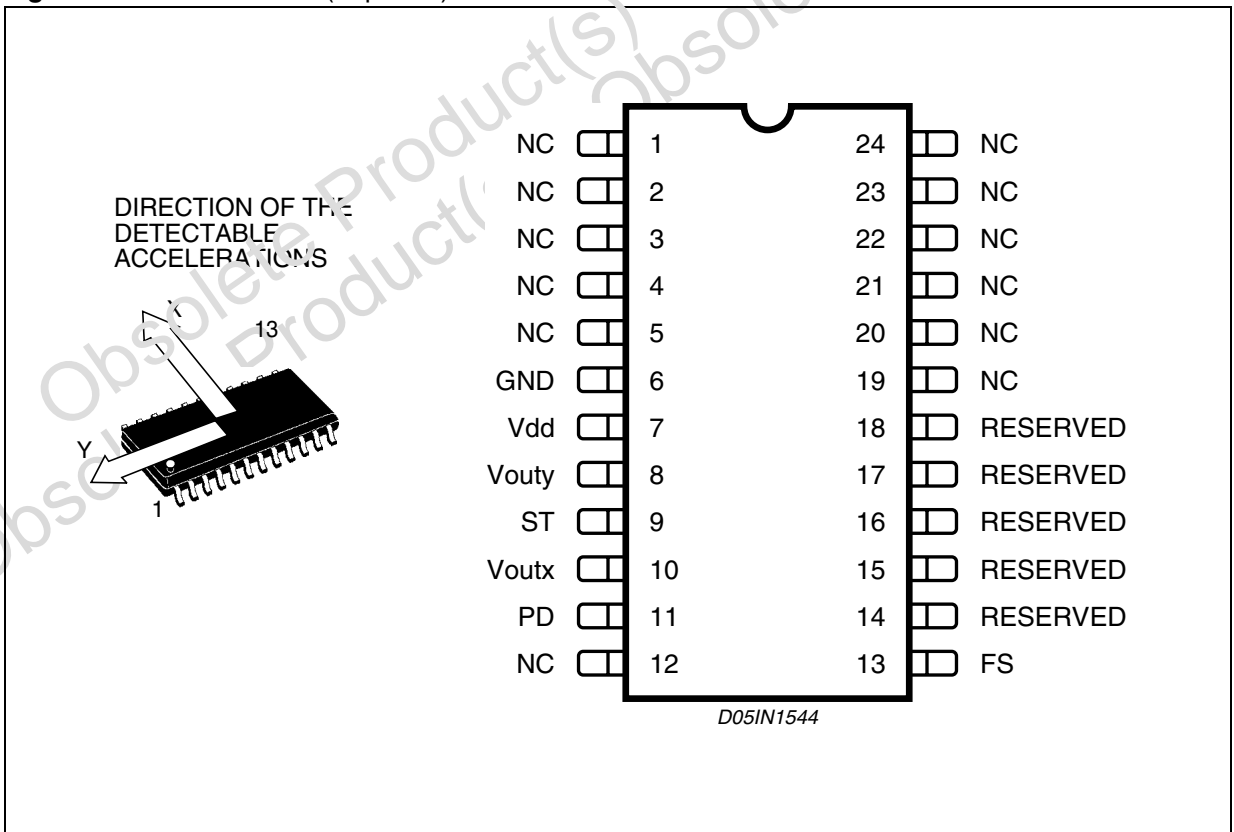 DIRECTION OF THE
DETECTABLE
ACCELERATIONS
X
13
Y
1
NC 1 24 NC
NC 2 23 NC
NC 3 22 NC
NC 4 21 NC
NC 5 20 NC
GND 6 19 NC
Vdd 7 18 RESERVED
Vouty 8 17 RESERVED
ST 9 16 RESERVED
Voutx 10 15 RESERVED
PD 11 14 RESERVED
NC 12 13 FS
D05IN1544
Obsolete Product(s)